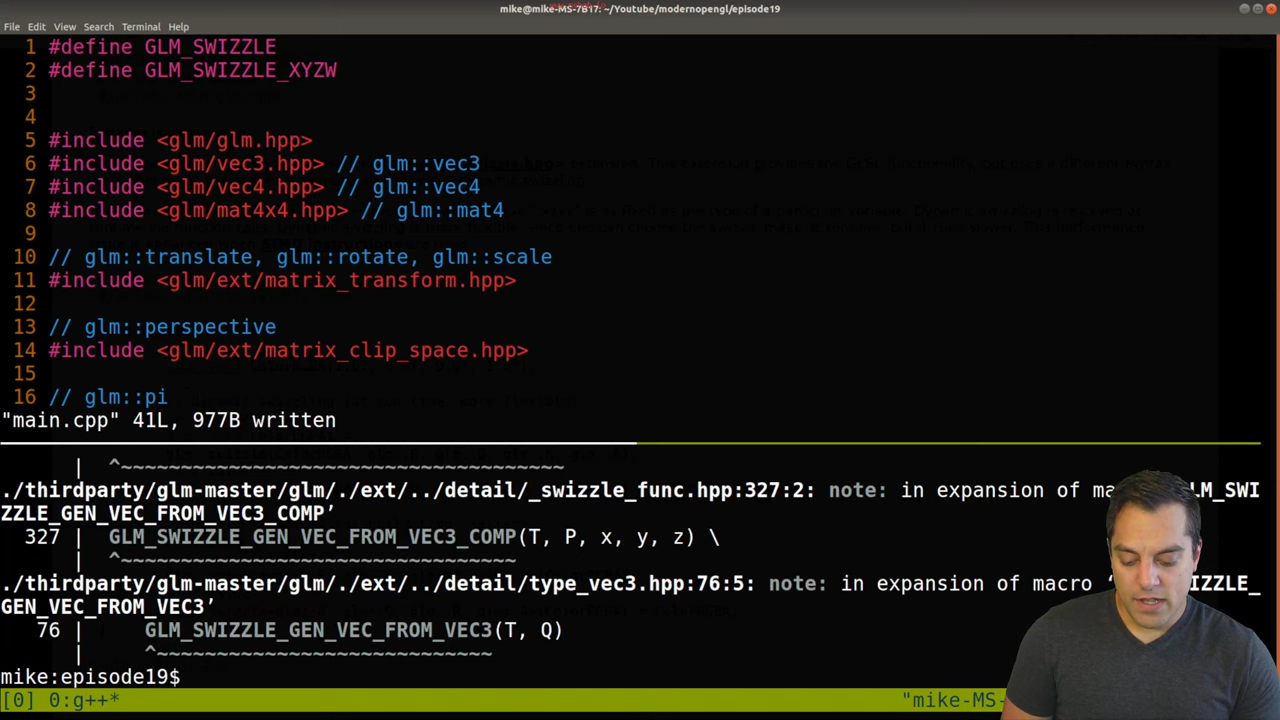 mike@mike-MS-7B17: ~/Youtube/modernopengl/episode19
File Edit View Search Terminal Help
1 #define GLM_SWIZZLE
2 #define GLM_SWIZZLE_XYZW
3
4
5 #include <glm/glm.hpp>
6 #include <glm/vec3.hpp> // glm::vec3
7 #include <glm/vec4.hpp> // glm::vec4
8 #include <glm/mat4x4.hpp> // glm::mat4
9
10 // glm::translate, glm::rotate, glm::scale
11 #include <glm/ext/matrix_transform.hpp>
12
13 // glm::perspective
14 #include <glm/ext/matrix_clip_space.hpp>
15
16 // glm::pi
"main.cpp" 41L, 977B written
| ^~~~~~~~~~~~~~~~~~~~~~~~~~~~~~~~~~~~~~
./thirdparty/glm-master/glm/./ext/../detail/_swizzle_func.hpp:327:2: note: in expansion of ma LM_SWI
ZZLE_GEN_VEC_FROM_VEC3_COMP’
327 | GLM_SWIZZLE_GEN_VEC_FROM_VEC3_COMP(T, P, x, y, z) \
| ^~~~~~~~~~~~~~~~~~~~~~~~~~~~~~~~~~
./thirdparty/glm-master/glm/./ext/../detail/type_vec3.hpp:76:5: note: in expansion of macro ‘ IZZLE_
GEN_VEC_FROM_VEC3’
76 | GLM_SWIZZLE_GEN_VEC_FROM_VEC3(T, Q)
| ^~~~~~~~~~~~~~~~~~~~~~~~~~~~~
mike:episode19$
[0] 0:g++* "mike-MS-